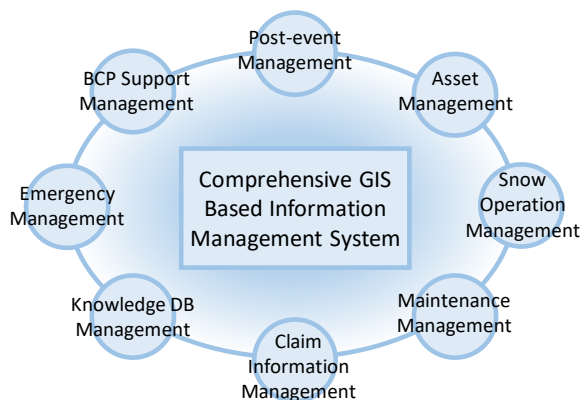 Post-event
Management
BCP Support
Management
Asset
Management
Emergency
Management
Comprehensive GIS
Based Information
Management System
Snow
Operation
Management
Knowledge DB
Management
Maintenance
Management
Claim
Information
Management